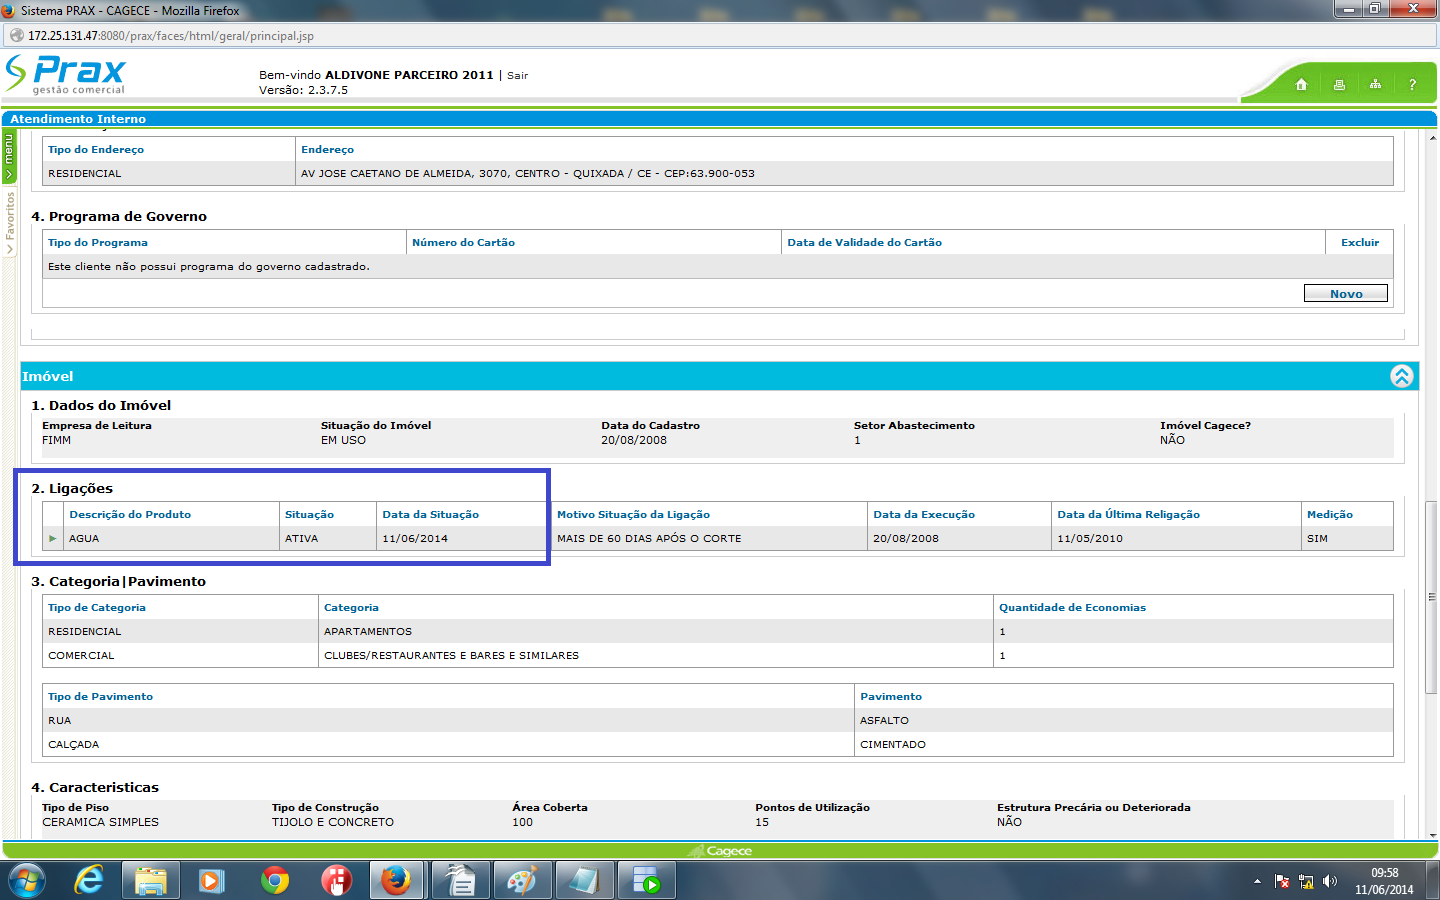 Sistema PRAX - CAGECE - Mozilla Firefox
172.25.131.47:8080/prax/faces/html/geral/principal.jsp
Prax
gestão comercial
Bem-vindo ALDIVONE PARCEIRO 2011 | Sair
Versão: 2.3.7.5
?
Atendimento Interno
menu
Favoritos
Tipo do Endereço Endereço
RESIDENCIAL AV JOSE CAETANO DE ALMEIDA, 3070, CENTRO - QUIXADA / CE - CEP:63.900-053
4. Programa de Governo
Tipo do Programa Número do Cartão Data de Validade do Cartão Excluir
Este cliente não possui programa do governo cadastrado.
Novo
Imóvel
1. Dados do Imóvel
Empresa de Leitura Situação do Imóvel Data do Cadastro Setor Abastecimento Imóvel Cagece?
FIMM EM USO 20/08/2008 1 NÃO
2. Ligações
Descrição do Produto Situação Data da Situação Motivo Situação da Ligação Data da Execução Data da Última Religação Medição
AGUA ATIVA 11/06/2014 MAIS DE 60 DIAS APÓS O CORTE 20/08/2008 11/05/2010 SIM
3. Categoria|Pavimento
Tipo de Categoria Categoria Quantidade de Economias
RESIDENCIAL APARTAMENTOS 1
COMERCIAL CLUBES/RESTAURANTES E BARES E SIMILARES 1
Tipo de Pavimento Pavimento
RUA ASFALTO
CALÇADA CIMENTADO
4. Caracteristicas
Tipo de Piso Tipo de Construção Área Coberta Pontos de Utilização Estrutura Precária ou Deteriorada
CERAMICA SIMPLES TIJOLO E CONCRETO 100 15 NÃO
Cagece
09:58
11/06/2014